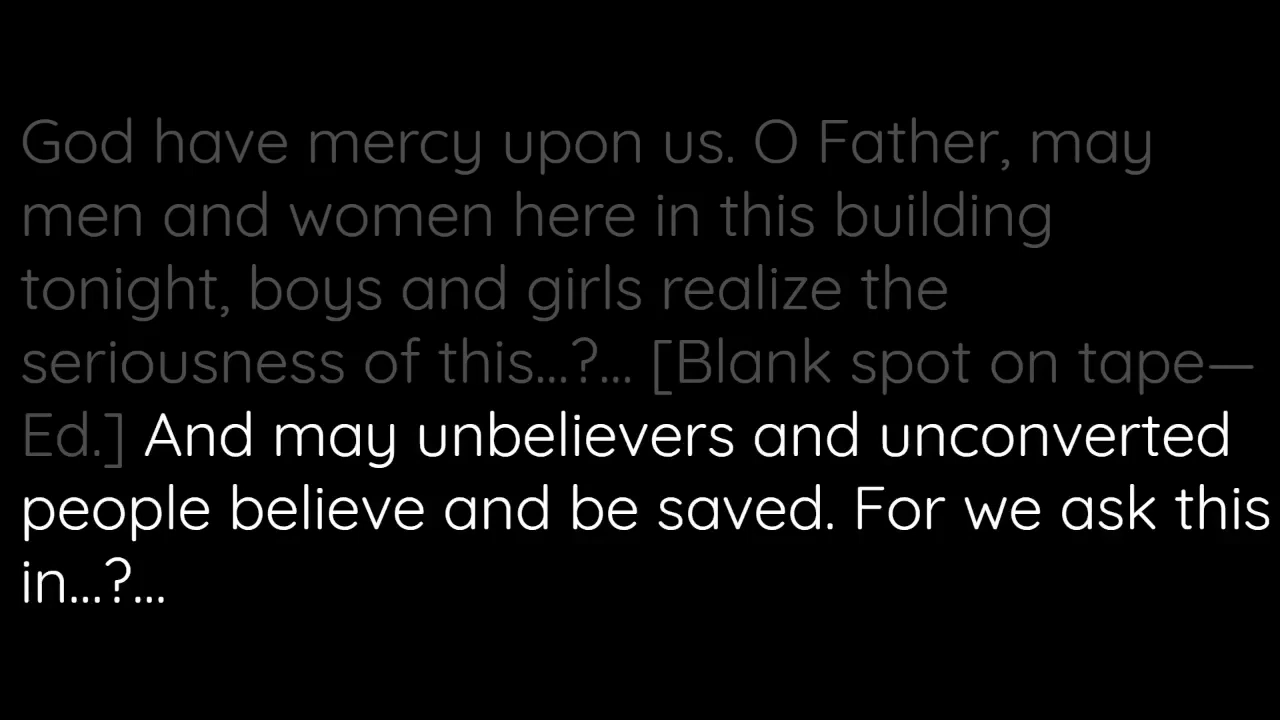 God have mercy upon us. O Father, may
men and women here in this building
tonight, boys and girls realize the
seriousness of this...?... [Blank spot on tape—
Ed.] And may unbelievers and unconverted
people believe and be saved. For we ask this
in...?...